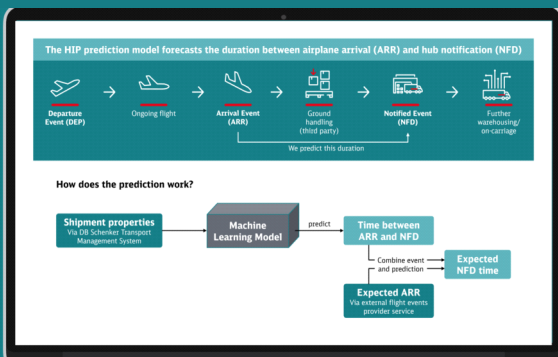 The HIP prediction model forecasts the duration between airplane arrival (ARR) and hub notification (NFD)
Departure
Event (DEP)
Ongoing flight
Arrival Event
(ARR)
Ground
handling
(third party)
Notified Event
(NFD)
Further
warehousing/
on-carriage
We predict this duration
How does the prediction work?
Shipment properties
Via DB Schenker Transport
Management System
Machine
Learning Model
predict
Time between
ARR and NFD
Combine event
and prediction
Expected
NFD time
Expected ARR
Via external flight events
provider service